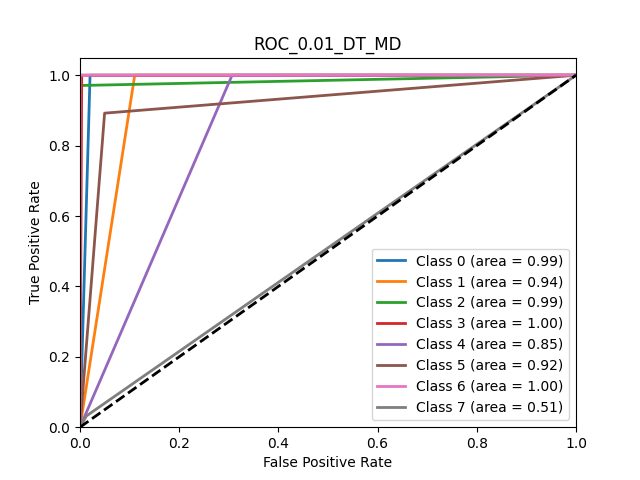 ROC_0.01_DT_MD
True Positive Rate
1.0
0.8
0.6
0.4
0.2
0.0
Class 0 (area = 0.99)
Class 1 (area = 0.94)
Class 2 (area = 0.99)
Class 3 (area = 1.00)
Class 4 (area = 0.85)
Class 5 (area = 0.92)
Class 6 (area = 1.00)
Class 7 (area = 0.51)
0.0 0.2 0.4 0.6 0.8 1.0
False Positive Rate